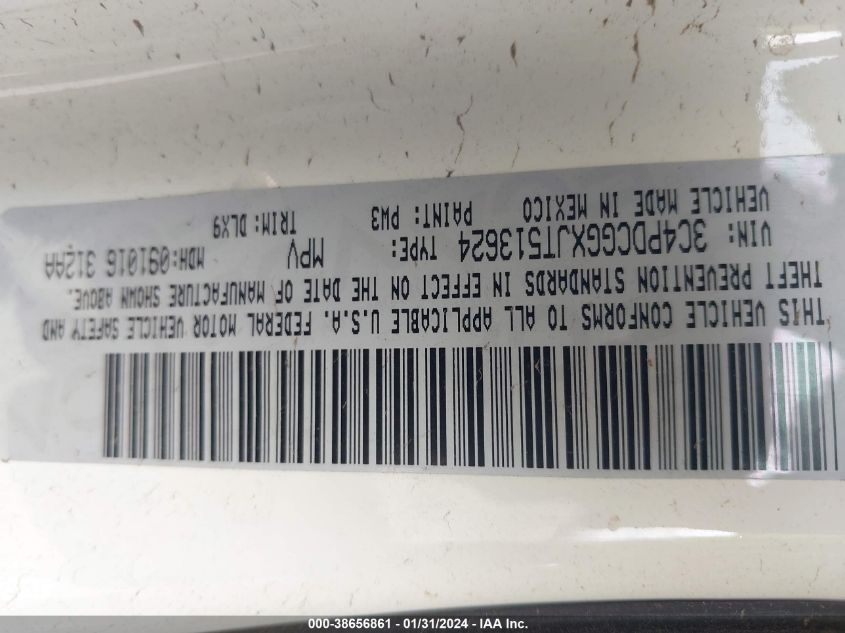 THIS VEHICLE CONFORMS TO ALL APPLICABLE U.S.A. FEDERAL MOTOR VEHICLE SAFETY AND
THEFT PREVENTION STANDARDS IN EFFECT ON THE DATE OF MANUFACTURE SHOWN ABOVE.
VIN: 3C4PDCGGXJT513624 TYPE: MPV MDH:091016 312AA
VEHICLE MADE IN MEXICO PAINT: PW3 TRIM: DLX9
000-38656861 - 01/31/2024 - IAA Inc.